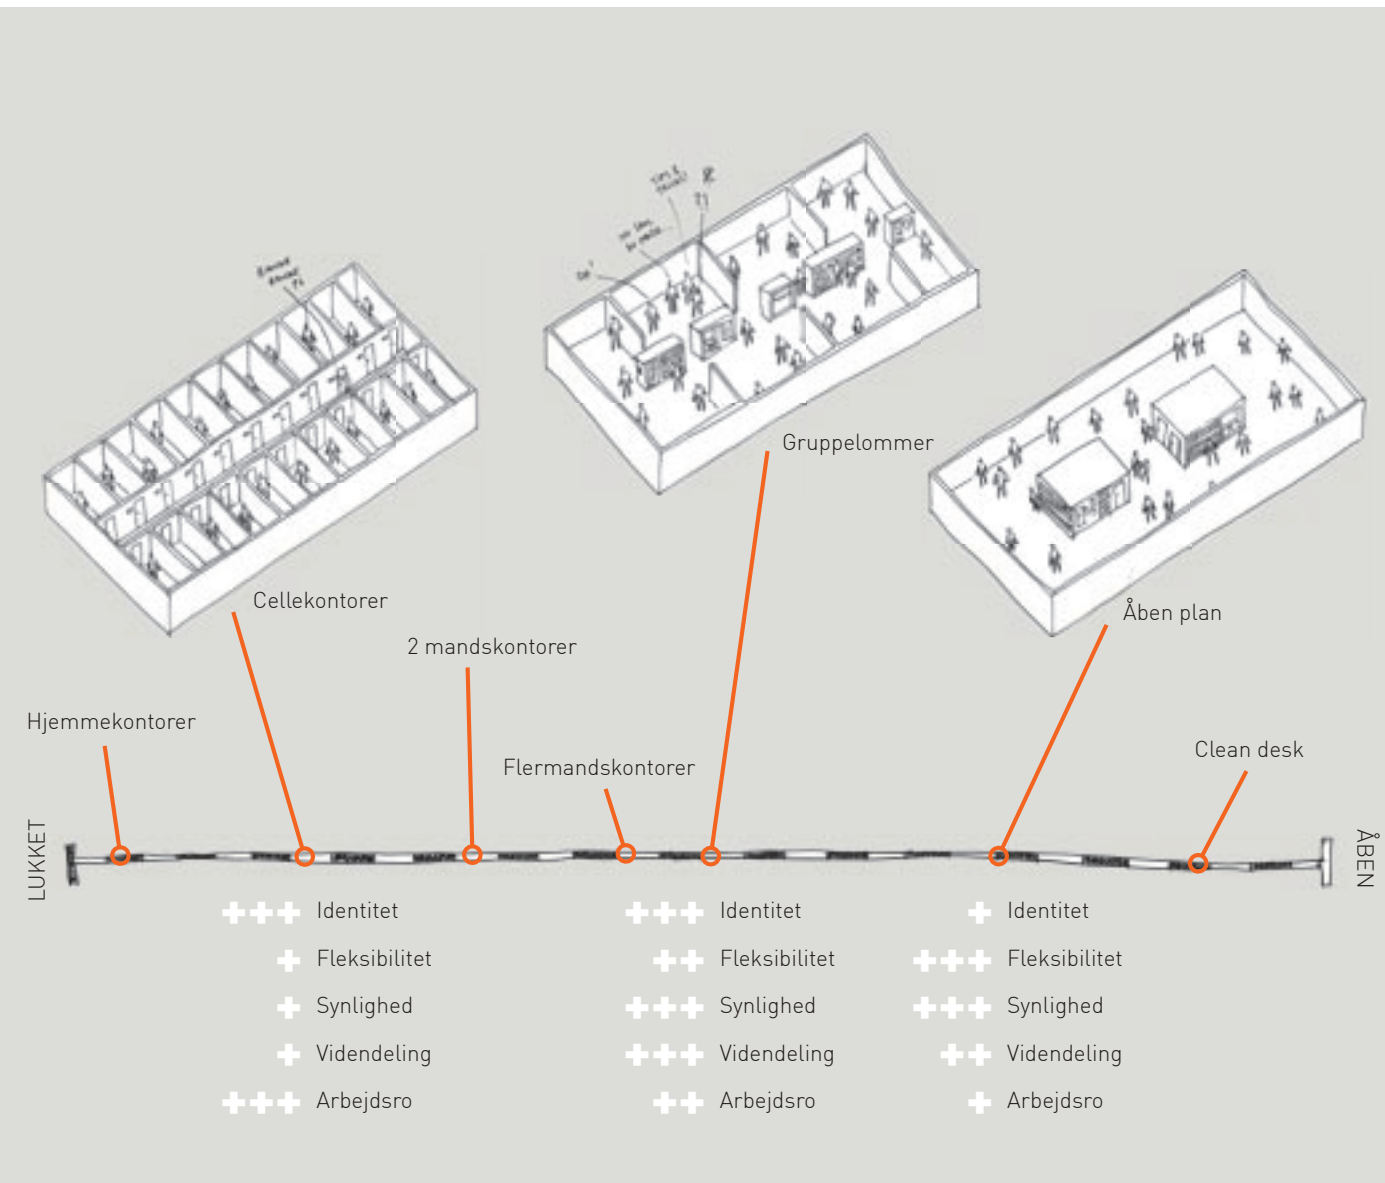 Gruppelommer
Cellekontorer
Åben plan
2 mandskontorer
Hjemmekontorer
Clean desk
Flermandskontorer
LUKKET
ÅBEN
+++ Identitet
+ Fleksibilitet
+ Synlighed
+ Videndeling
+++ Arbejdsro
+++ Identitet
++ Fleksibilitet
+++ Synlighed
+++ Videndeling
++ Arbejdsro
+ Identitet
+++ Fleksibilitet
+++ Synlighed
++ Videndeling
+ Arbejdsro